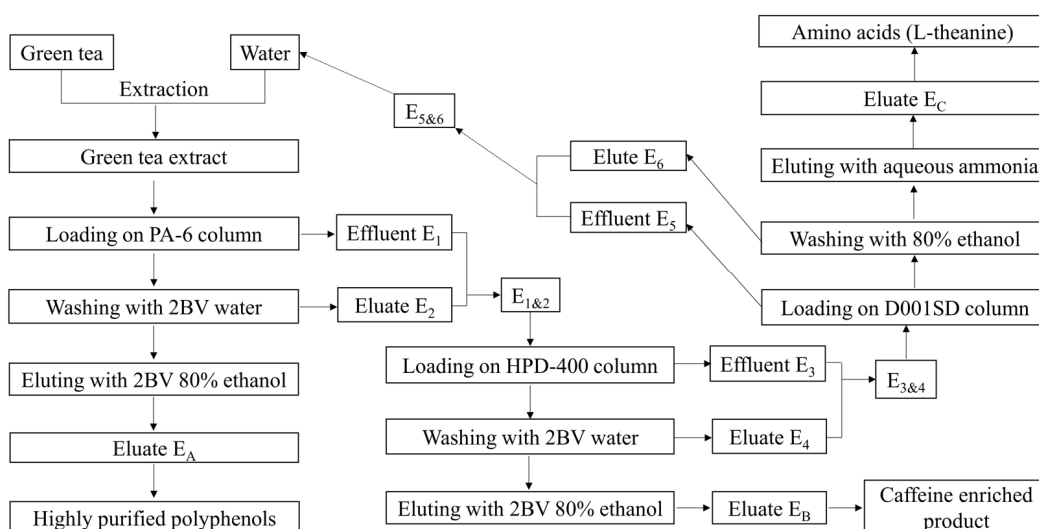 Green tea
Water
Extraction
Green tea extract
Loading on PA-6 column
Effluent E1
Washing with 2BV water
Eluate E2
E1&2
Eluting with 2BV 80% ethanol
Eluate EA
Highly purified polyphenols
Loading on HPD-400 column
Effluent E3
Washing with 2BV water
Eluate E4
E3&4
Eluting with 2BV 80% ethanol
Eluate EB
Caffeine enriched
product
Loading on D001SD column
Effluent E5
Washing with 80% ethanol
Elute E6
E5&6
Eluting with aqueous ammonia
Eluate EC
Amino acids (L-theanine)